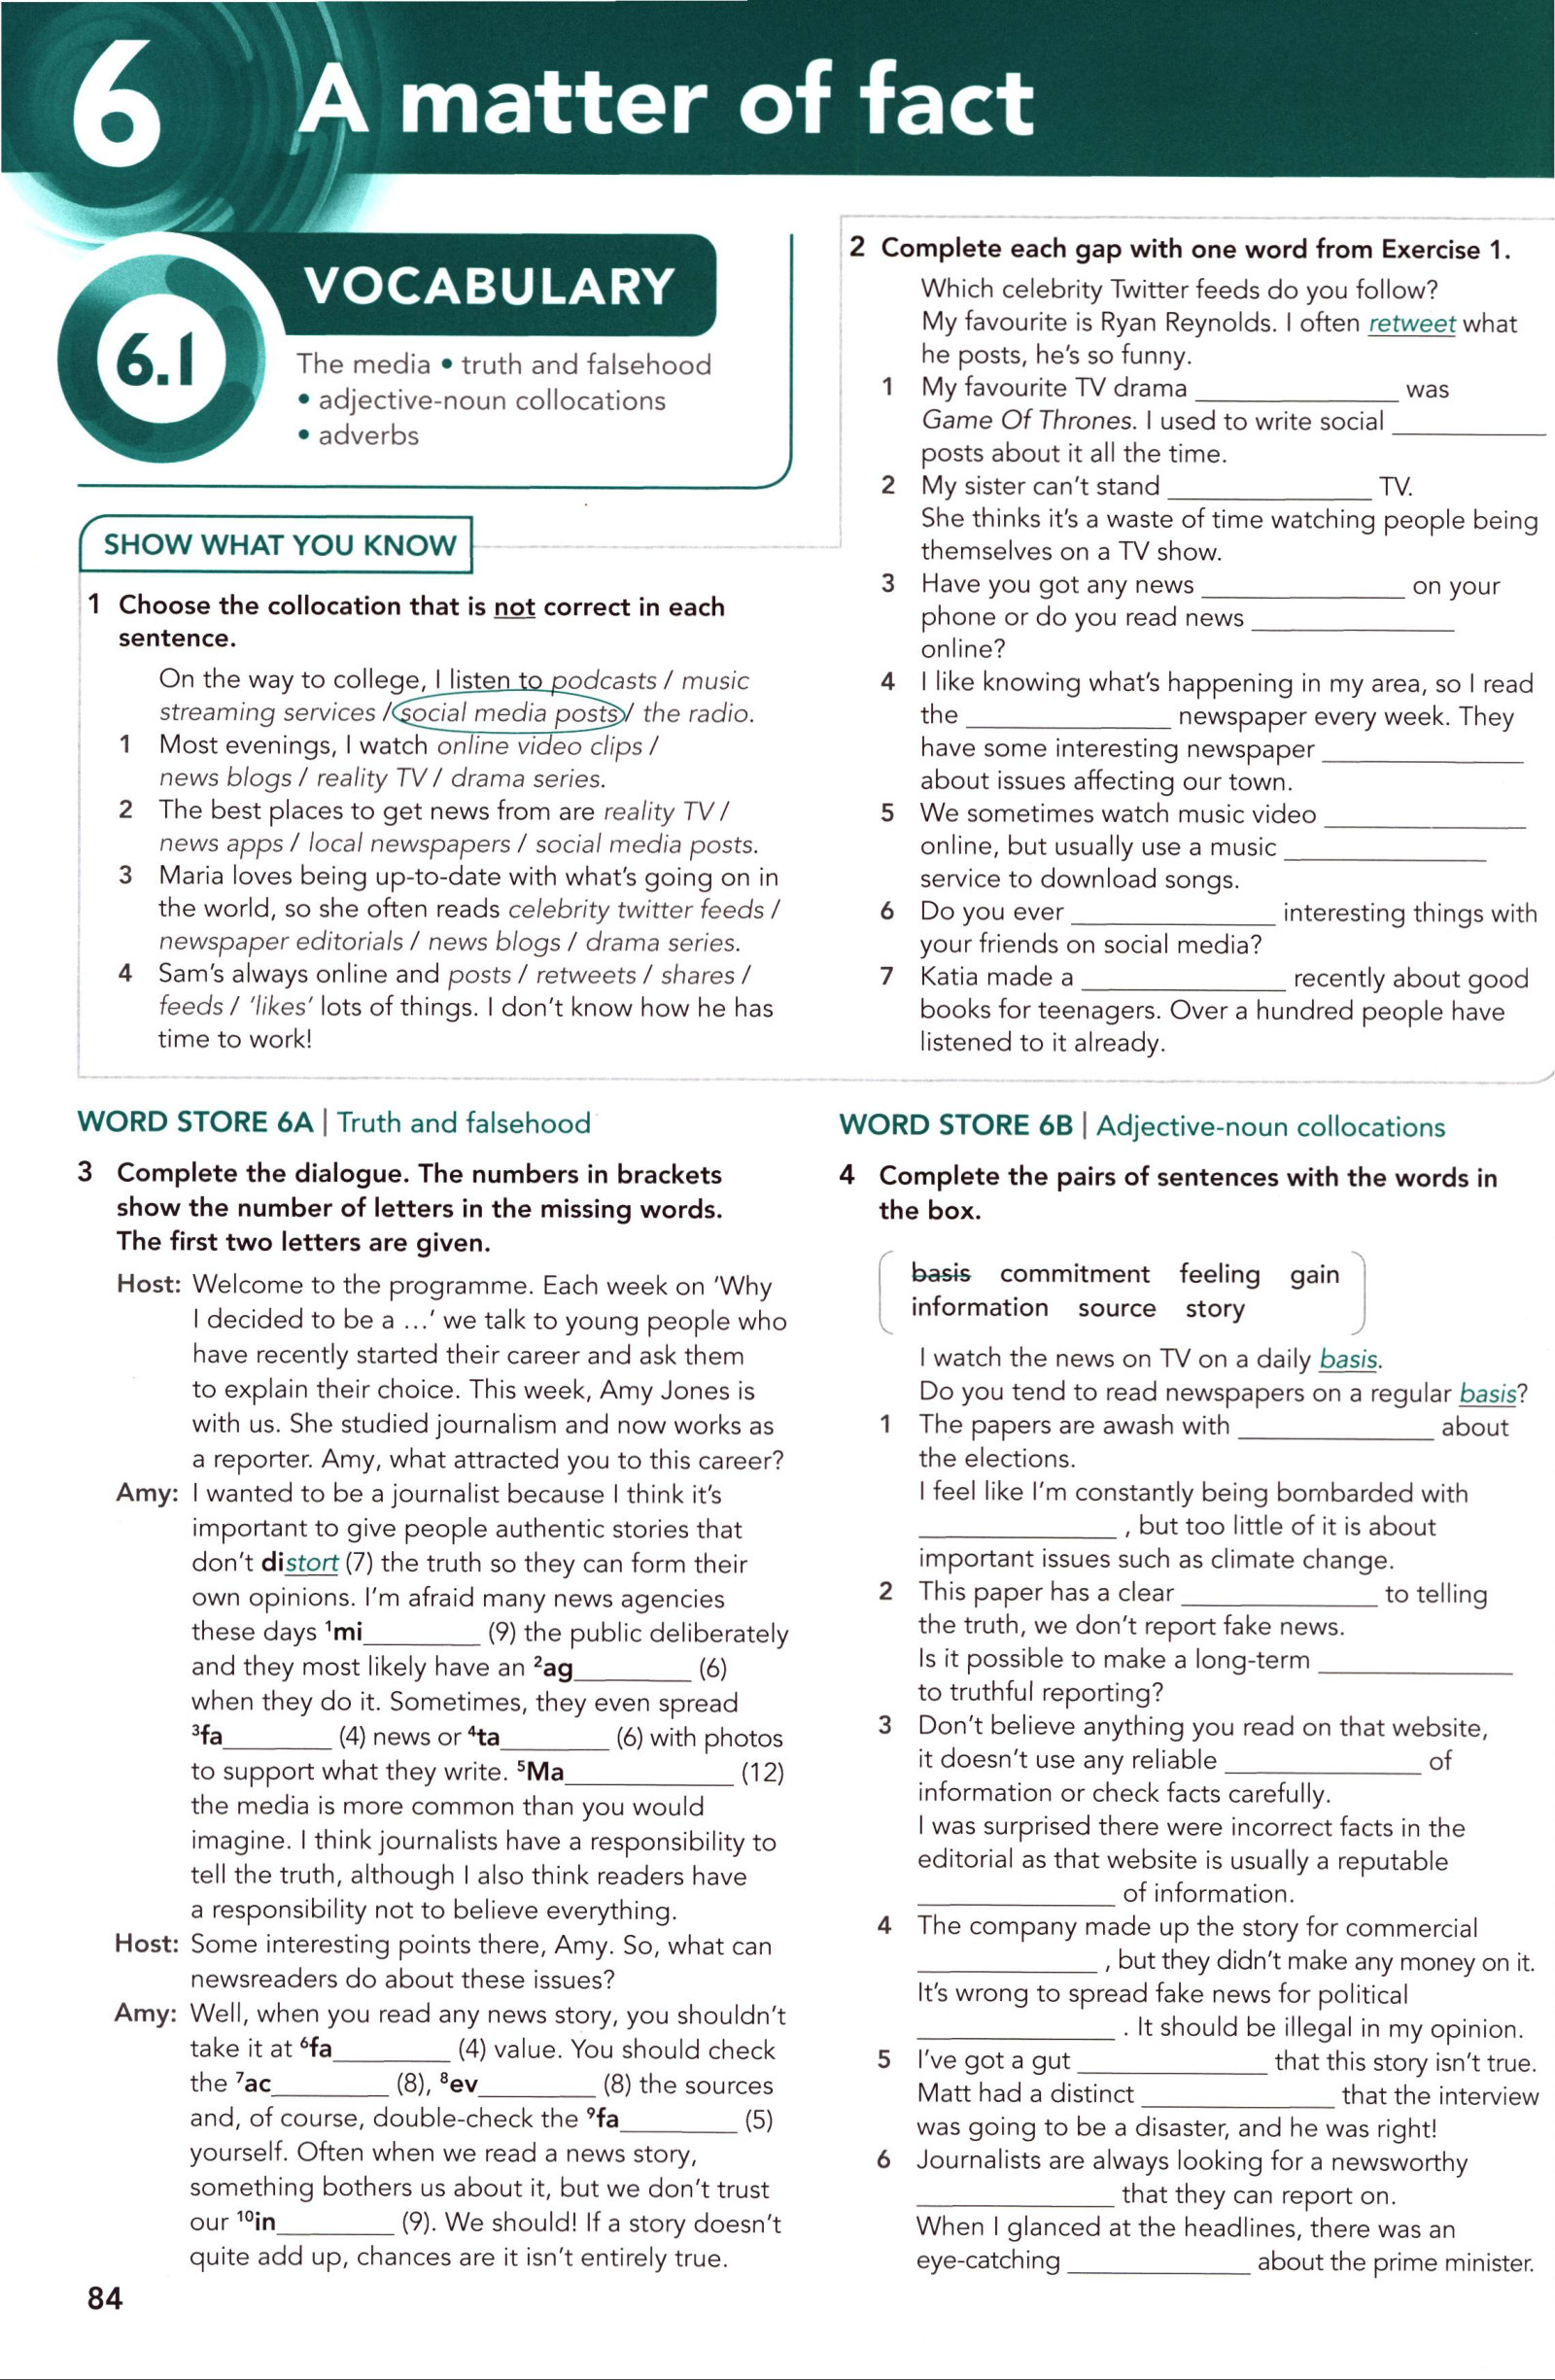 6 A matter of fact
6.1 VOCABULARY
The media • truth and falsehood
• adjective-noun collocations
• adverbs
SHOW WHAT YOU KNOW
1 Choose the collocation that is not correct in each
sentence.
On the way to college, I listen to podcasts / music
streaming services / social media posts / the radio.
1 Most evenings, I watch online video clips /
news blogs / reality TV / drama series.
2 The best places to get news from are reality TV /
news apps / local newspapers / social media posts.
3 Maria loves being up-to-date with what's going on in
the world, so she often reads celebrity twitter feeds /
newspaper editorials / news blogs / drama series.
4 Sam's always online and posts / retweets / shares /
feeds / 'likes' lots of things. I don't know how he has
time to work!
2 Complete each gap with one word from Exercise 1.
Which celebrity Twitter feeds do you follow?
My favourite is Ryan Reynolds. I often retweet what
he posts, he's so funny.
1 My favourite TV drama ____ was
Game Of Thrones. I used to write social ____
posts about it all the time.
2 My sister can't stand ____ TV.
She thinks it's a waste of time watching people being
themselves on a TV show.
3 Have you got any news ____ on your
phone or do you read news ____
online?
4 I like knowing what's happening in my area, so I read
the ____ newspaper every week. They
have some interesting newspaper ____
about issues affecting our town.
5 We sometimes watch music video ____
online, but usually use a music ____
service to download songs.
6 Do you ever ____ interesting things with
your friends on social media?
7 Katia made a ____ recently about good
books for teenagers. Over a hundred people have
listened to it already.
WORD STORE 6A | Truth and falsehood
3 Complete the dialogue. The numbers in brackets
show the number of letters in the missing words.
The first two letters are given.
Host: Welcome to the programme. Each week on 'Why
I decided to be a ...' we talk to young people who
have recently started their career and ask them
to explain their choice. This week, Amy Jones is
with us. She studied journalism and now works as
a reporter. Amy, what attracted you to this career?
Amy: I wanted to be a journalist because I think it's
important to give people authentic stories that
don't distort (7) the truth so they can form their
own opinions. I'm afraid many news agencies
these days ¹mi____ (9) the public deliberately
and they most likely have an ²ag____ (6)
when they do it. Sometimes, they even spread
³fa____ (4) news or ⁴ta____ (6) with photos
to support what they write. ⁵Ma____ (12)
the media is more common than you would
imagine. I think journalists have a responsibility to
tell the truth, although I also think readers have
a responsibility not to believe everything.
Host: Some interesting points there, Amy. So, what can
newsreaders do about these issues?
Amy: Well, when you read any news story, you shouldn't
take it at ⁶fa____ (4) value. You should check
the ⁷ac____ (8), ⁸ev____ (8) the sources
and, of course, double-check the ⁹fa____ (5)
yourself. Often when we read a news story,
something bothers us about it, but we don't trust
our ¹⁰in____ (9). We should! If a story doesn't
quite add up, chances are it isn't entirely true.
84
WORD STORE 6B | Adjective-noun collocations
4 Complete the pairs of sentences with the words in
the box.
basis commitment feeling gain
information source story
I watch the news on TV on a daily basis.
Do you tend to read newspapers on a regular basis?
1 The papers are awash with ____ about
the elections.
I feel like I'm constantly being bombarded with
____ , but too little of it is about
important issues such as climate change.
2 This paper has a clear ____ to telling
the truth, we don't report fake news.
Is it possible to make a long-term ____
to truthful reporting?
3 Don't believe anything you read on that website,
it doesn't use any reliable ____ of
information or check facts carefully.
I was surprised there were incorrect facts in the
editorial as that website is usually a reputable
____ of information.
4 The company made up the story for commercial
____ , but they didn't make any money on it.
It's wrong to spread fake news for political
____ . It should be illegal in my opinion.
5 I've got a gut ____ that this story isn't true.
Matt had a distinct ____ that the interview
was going to be a disaster, and he was right!
6 Journalists are always looking for a newsworthy
____ that they can report on.
When I glanced at the headlines, there was an
eye-catching ____ about the prime minister.